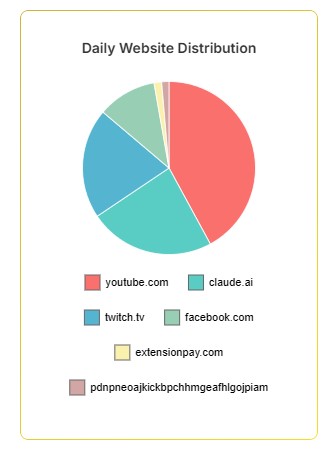 Daily Website Distribution
youtube.com claude.ai
twitch.tv facebook.com
extensionpay.com
pdnpneoajkickbpchhmgeafhlgojpiam